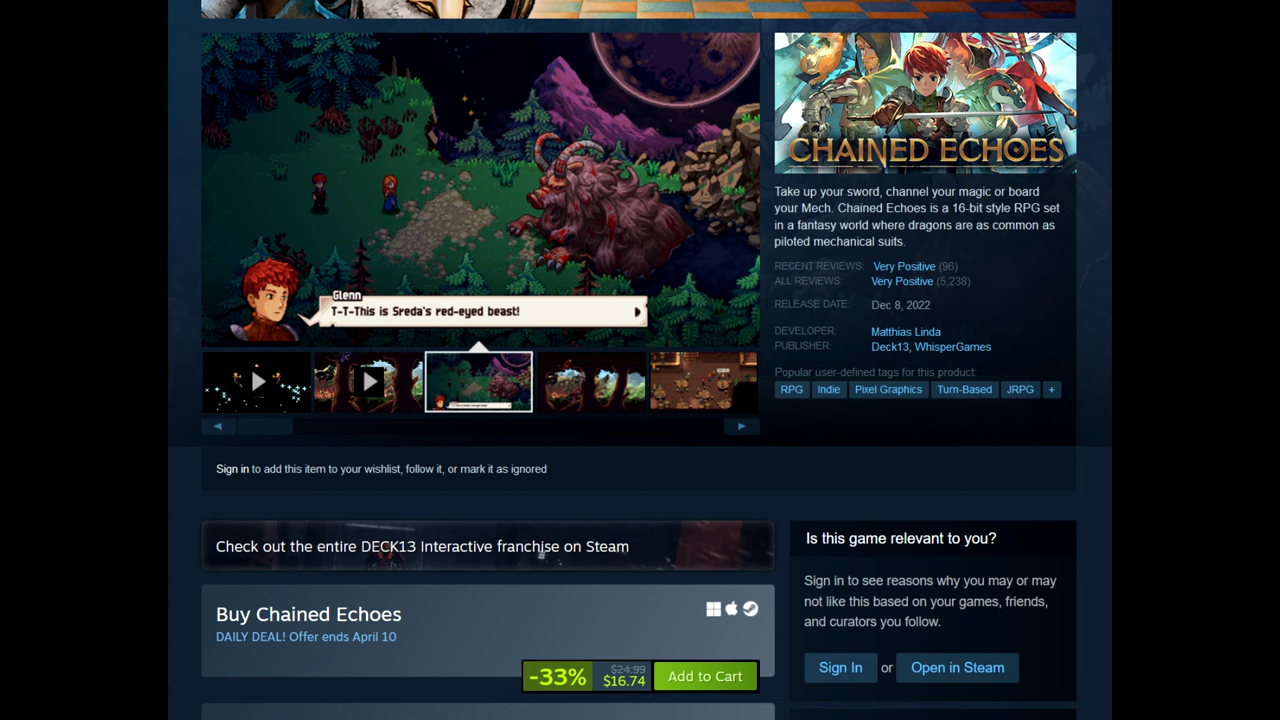 CHAINED ECHOES
Glenn
T-T-This is Sreda's red-eyed beast!
Take up your sword, channel your magic or board
your Mech. Chained Echoes is a 16-bit style RPG set
in a fantasy world where dragons are as common as
piloted mechanical suits.
RECENT REVIEWS: Very Positive (96)
ALL REVIEWS: Very Positive (5,238)
RELEASE DATE: Dec 8, 2022
DEVELOPER: Matthias Linda
PUBLISHER: Deck13, WhisperGames
Popular user-defined tags for this product:
RPG Indie Pixel Graphics Turn-Based JRPG +
Sign in to add this item to your wishlist, follow it, or mark it as ignored
Check out the entire DECK13 Interactive franchise on Steam
Buy Chained Echoes
DAILY DEAL! Offer ends April 10
-33% $24.99 $16.74 Add to Cart
Is this game relevant to you?
Sign in to see reasons why you may or may
not like this based on your games, friends,
and curators you follow.
Sign In or Open in Steam